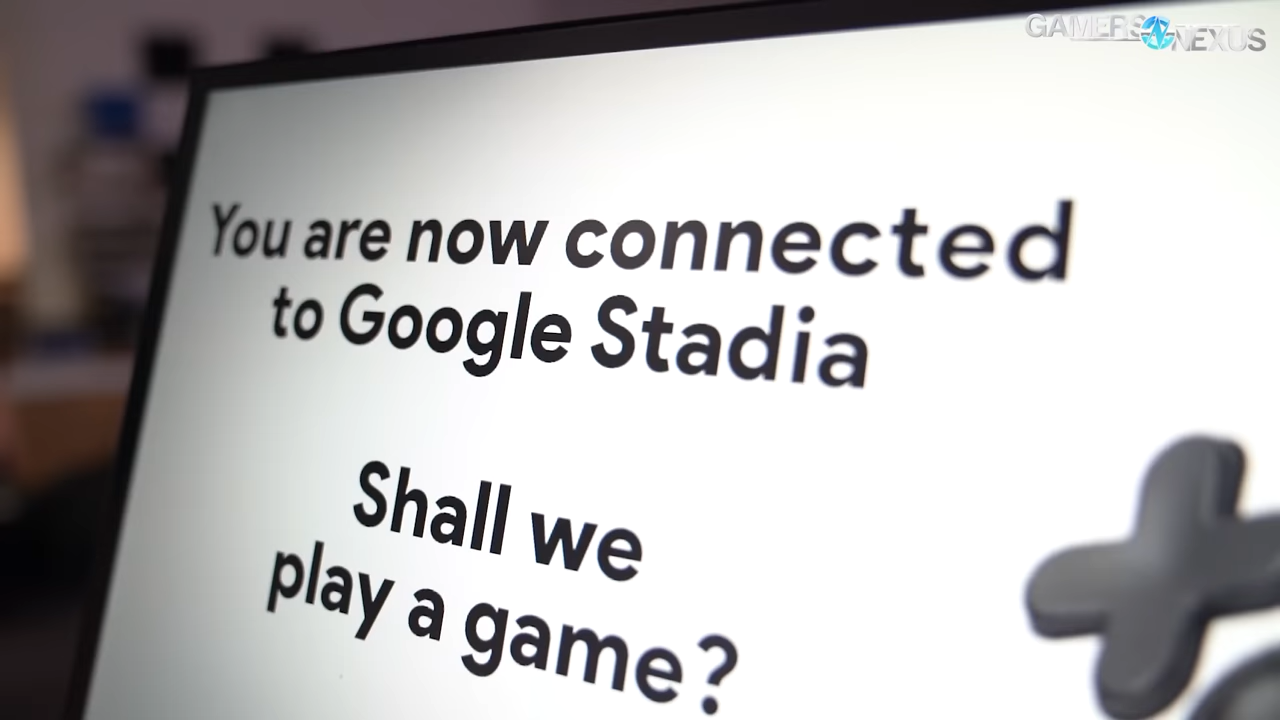 GAMERS NEXUS
You are now connected
to Google Stadia
Shall we
play a game?